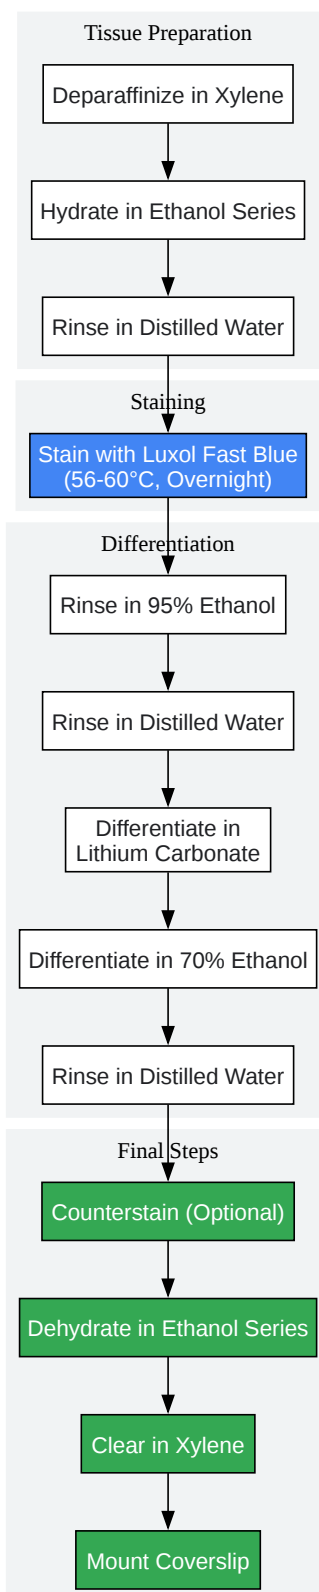 Tissue Preparation
Deparaffinize in Xylene
Hydrate in Ethanol Series
Rinse in Distilled Water
Staining
Stain with Luxol Fast Blue
(56-60°C, Overnight)
Differentiation
Rinse in 95% Ethanol
Rinse in Distilled Water
Differentiate in
Lithium Carbonate
Differentiate in 70% Ethanol
Rinse in Distilled Water
Final Steps
Counterstain (Optional)
Dehydrate in Ethanol Series
Clear in Xylene
Mount Coverslip